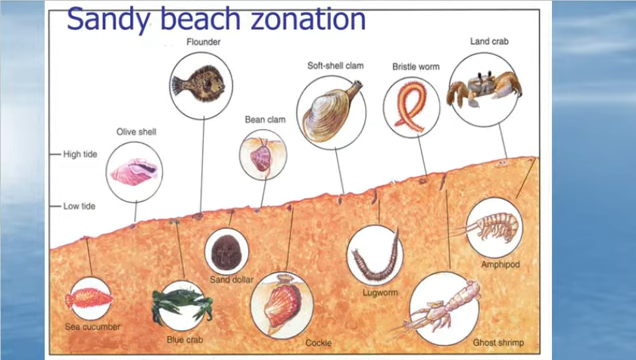 Sandy beach zonation
Flounder
Land crab
Soft-shell clam
Bristle worm
Bean clam
Olive shell
High tide
Low tide
Amphipod
Sand dollar
Lugworm
Sea cucumber
Blue crab
Cockle
Ghost shrimp